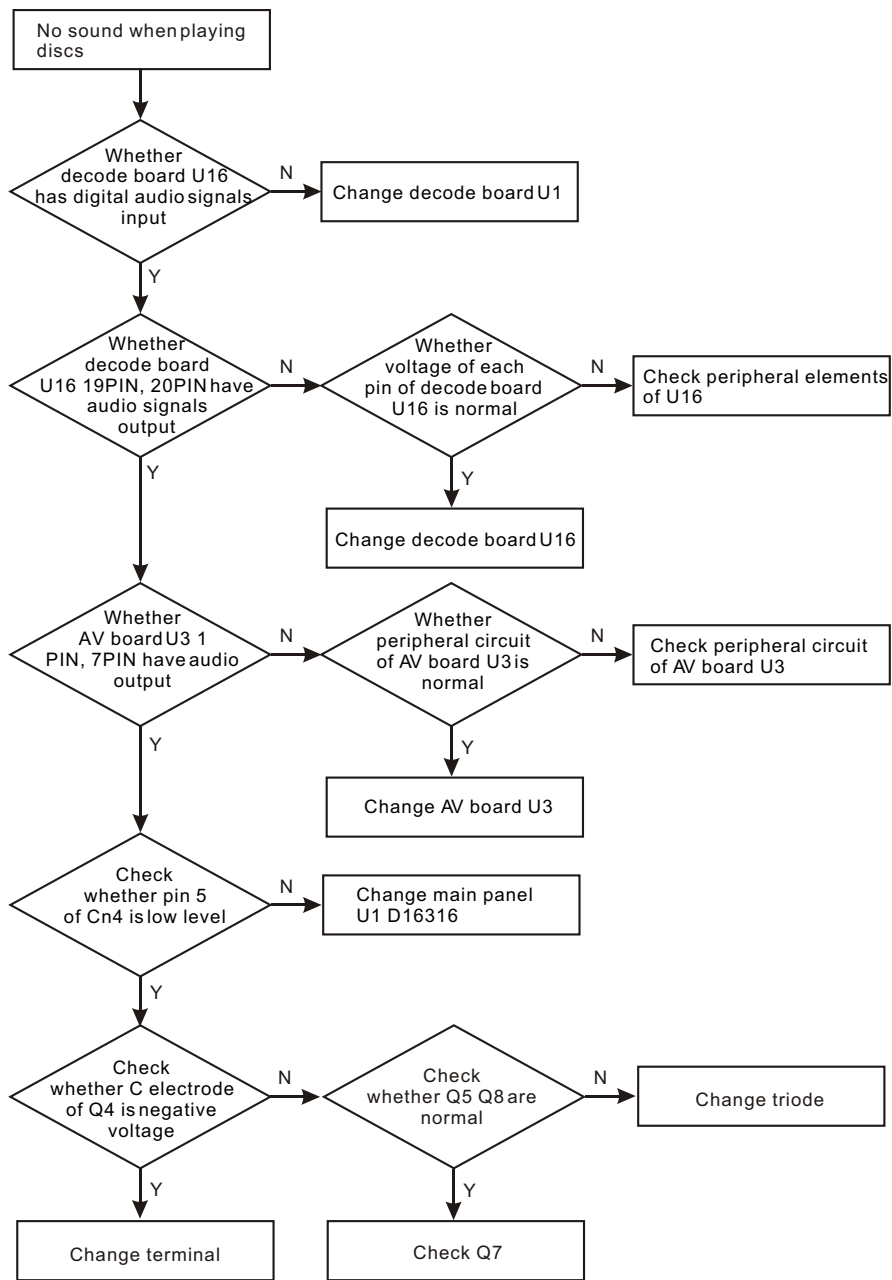 No sound when playing
discs
Whether
decode board U16
has digital audio signals
input
N
Change decode board U1
Y
Whether
decode board
U16 19PIN, 20PIN have
audio signals
output
N
Whether
voltage of each
pin of decode board
U16 is normal
N
Check peripheral elements
of U16
Y
Y
Change decode board U16
Whether
AV board U3 1
PIN, 7PIN have audio
output
N
Whether
peripheral circuit
of AV board U3 is
normal
N
Check peripheral circuit
of AV board U3
Y
Y
Change AV board U3
Check
whether pin 5
of Cn4 is low level
N
Change main panel
U1 D16316
Y
Check
whether C electrode
of Q4 is negative
voltage
N
Check
whether Q5 Q8 are
normal
N
Change triode
Y
Y
Change terminal
Check Q7